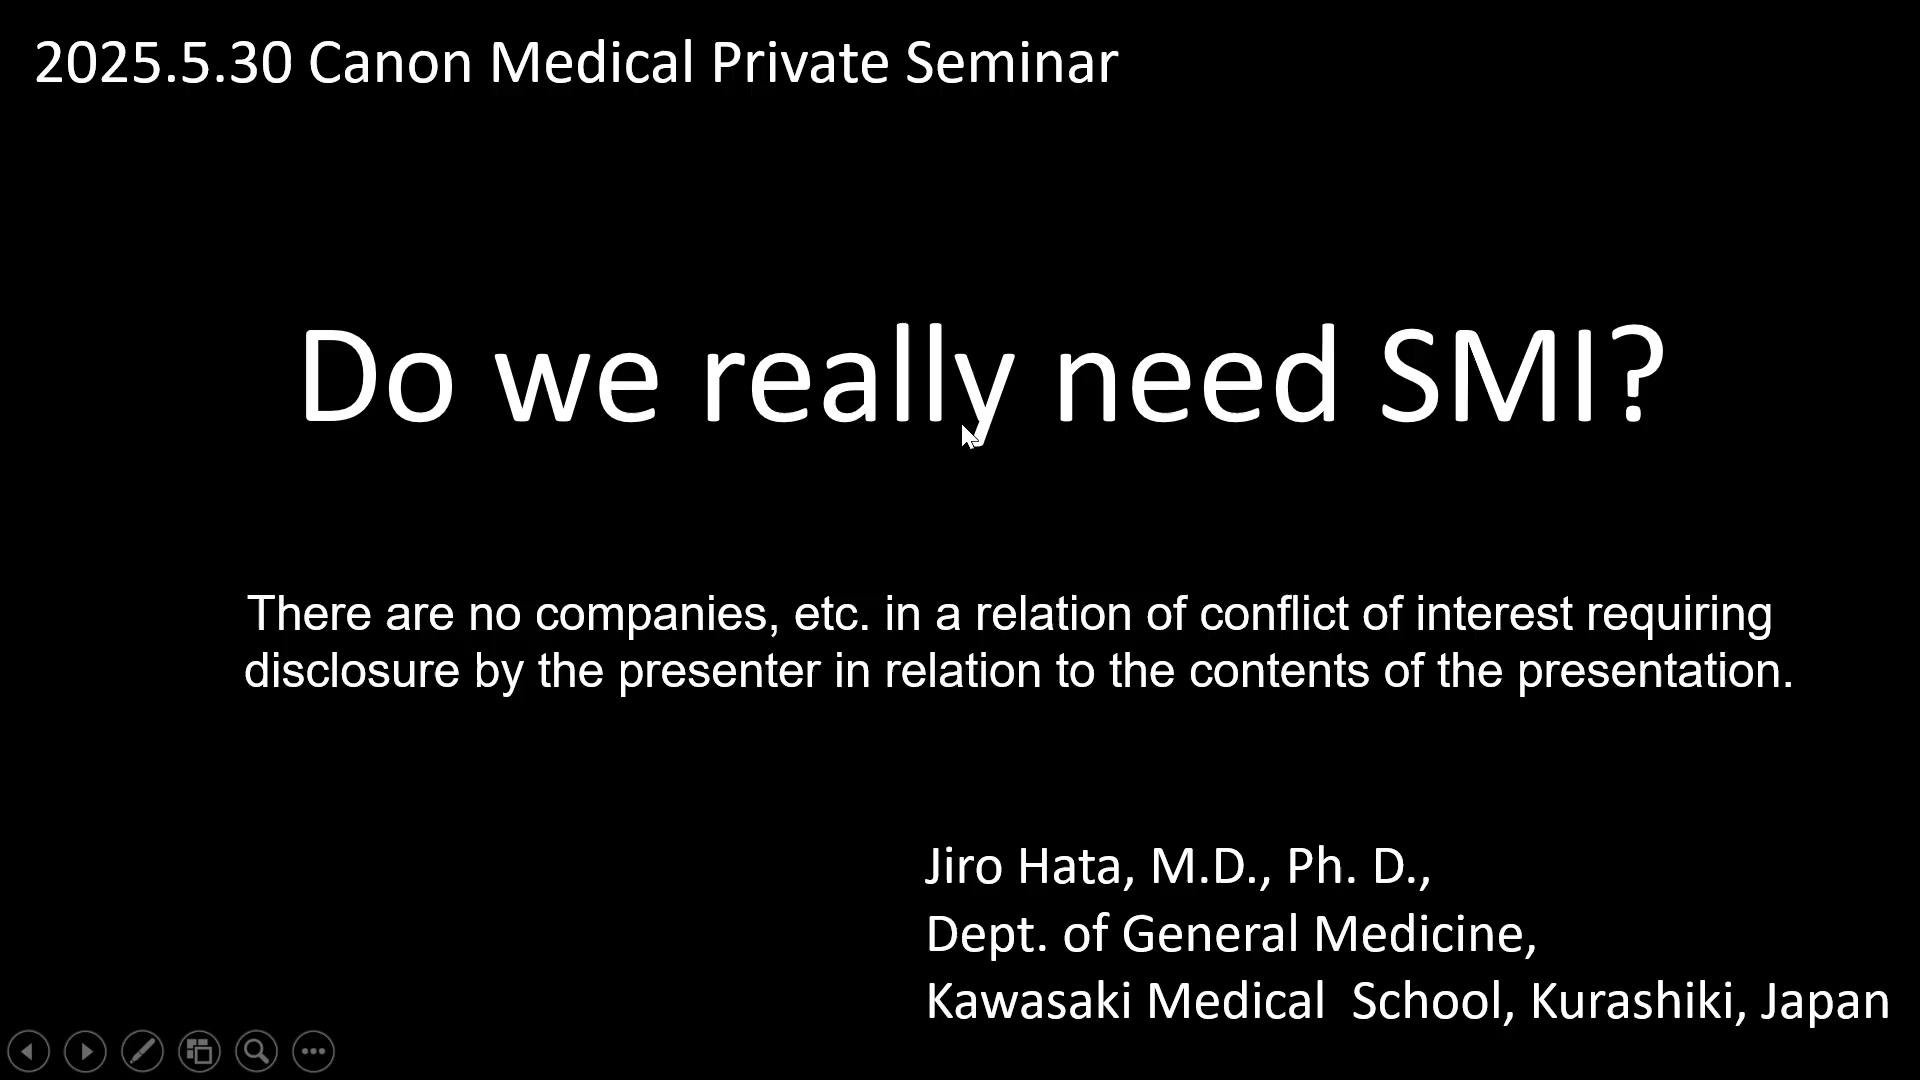 2025.5.30 Canon Medical Private Seminar
Do we really need SMI?
There are no companies, etc. in a relation of conflict of interest requiring
disclosure by the presenter in relation to the contents of the presentation.
Jiro Hata, M.D., Ph. D.,
Dept. of General Medicine,
Kawasaki Medical  School, Kurashiki, Japan